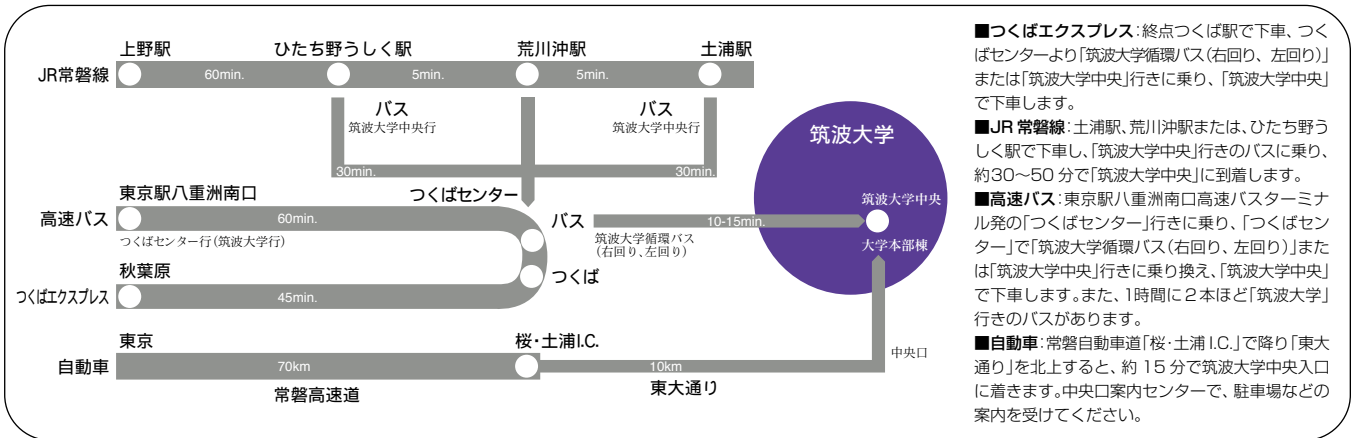 上野駅
ひたち野うしく駅
荒川沖駅
土浦駅
JR常磐線
60min.
5min.
5min.
バス
筑波大学中央行
バス
筑波大学中央行
30min.
30min.
筑波大学
東京駅八重洲南口
つくばセンター
高速バス
60min.
つくばセンター行(筑波大学行)
バス
10-15min.
筑波大学循環バス
(右回り、左回り)
筑波大学中央
大学本部棟
秋葉原
つくば
つくばエクスプレス
45min.
東京
桜・土浦I.C.
中央口
自動車
70km
10km
常磐高速道
東大通り
■つくばエクスプレス:終点つくば駅で下車、つく
ばセンターより「筑波大学循環バス(右回り、左回り)」
または「筑波大学中央」行きに乗り、「筑波大学中央」
で下車します。
■JR 常磐線:土浦駅、荒川沖駅または、ひたち野う
しく駅で下車し、「筑波大学中央」行きのバスに乗り、
約30〜50 分で「筑波大学中央」に到着します。
■高速バス:東京駅八重洲南口高速バスターミナ
ル発の「つくばセンター」行きに乗り、「つくばセン
ター」で「筑波大学循環バス(右回り、左回り)」また
は「筑波大学中央」行きに乗り換え、「筑波大学中央」
で下車します。また、1時間に2本ほど「筑波大学」
行きのバスがあります。
■自動車:常磐自動車道「桜・土浦 I.C.」で降り「東大
通り」を北上すると、約 15 分で筑波大学中央入口
に着きます。中央口案内センターで、駐車場などの
案内を受けてください。